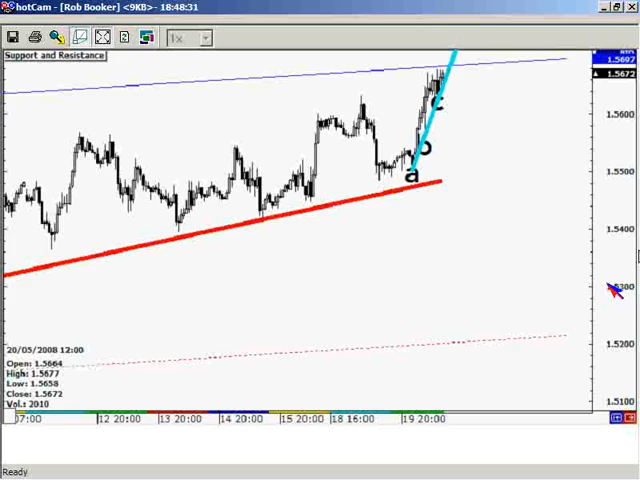 hotCam - [Rob Booker] <9KB> - 18:48:31
1x
Support and Resistance
1.5697
1.5672
1.5600
1.5500
1.5400
1.5300
1.5200
1.5100
c
b
a
20/05/2008 12:00
Open: 1.5664
High: 1.5677
Low: 1.5658
Close: 1.5672
Vol.: 2010
07:00
12 20:00
13 20:00
14 20:00
15 20:00
18 16:00
19 20:00
Ready